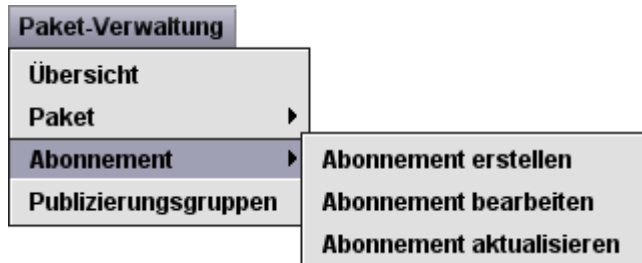 Paket-Verwaltung
Übersicht
Paket
Abonnement
Publizierungsgruppen
Abonnement erstellen
Abonnement bearbeiten
Abonnement aktualisieren